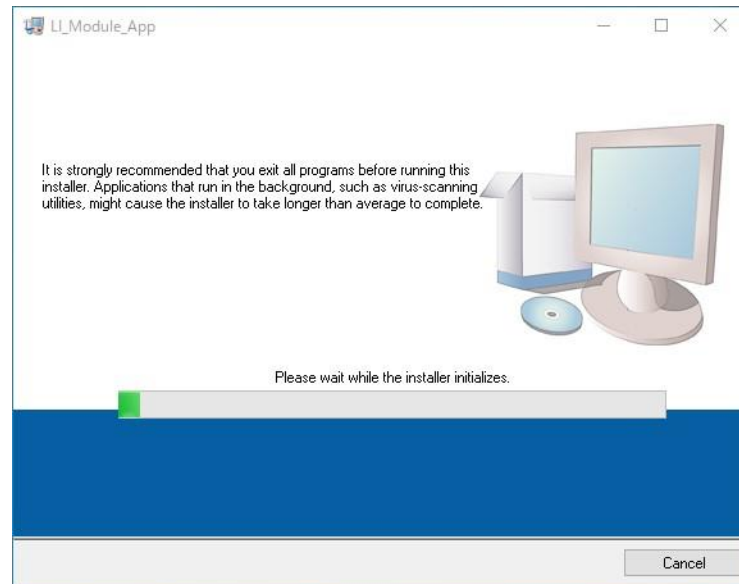 LI_Module_App
It is strongly recommended that you exit all programs before running this
installer. Applications that run in the background, such as virus-scanning
utilities, might cause the installer to take longer than average to complete.
Please wait while the installer initializes.
Cancel